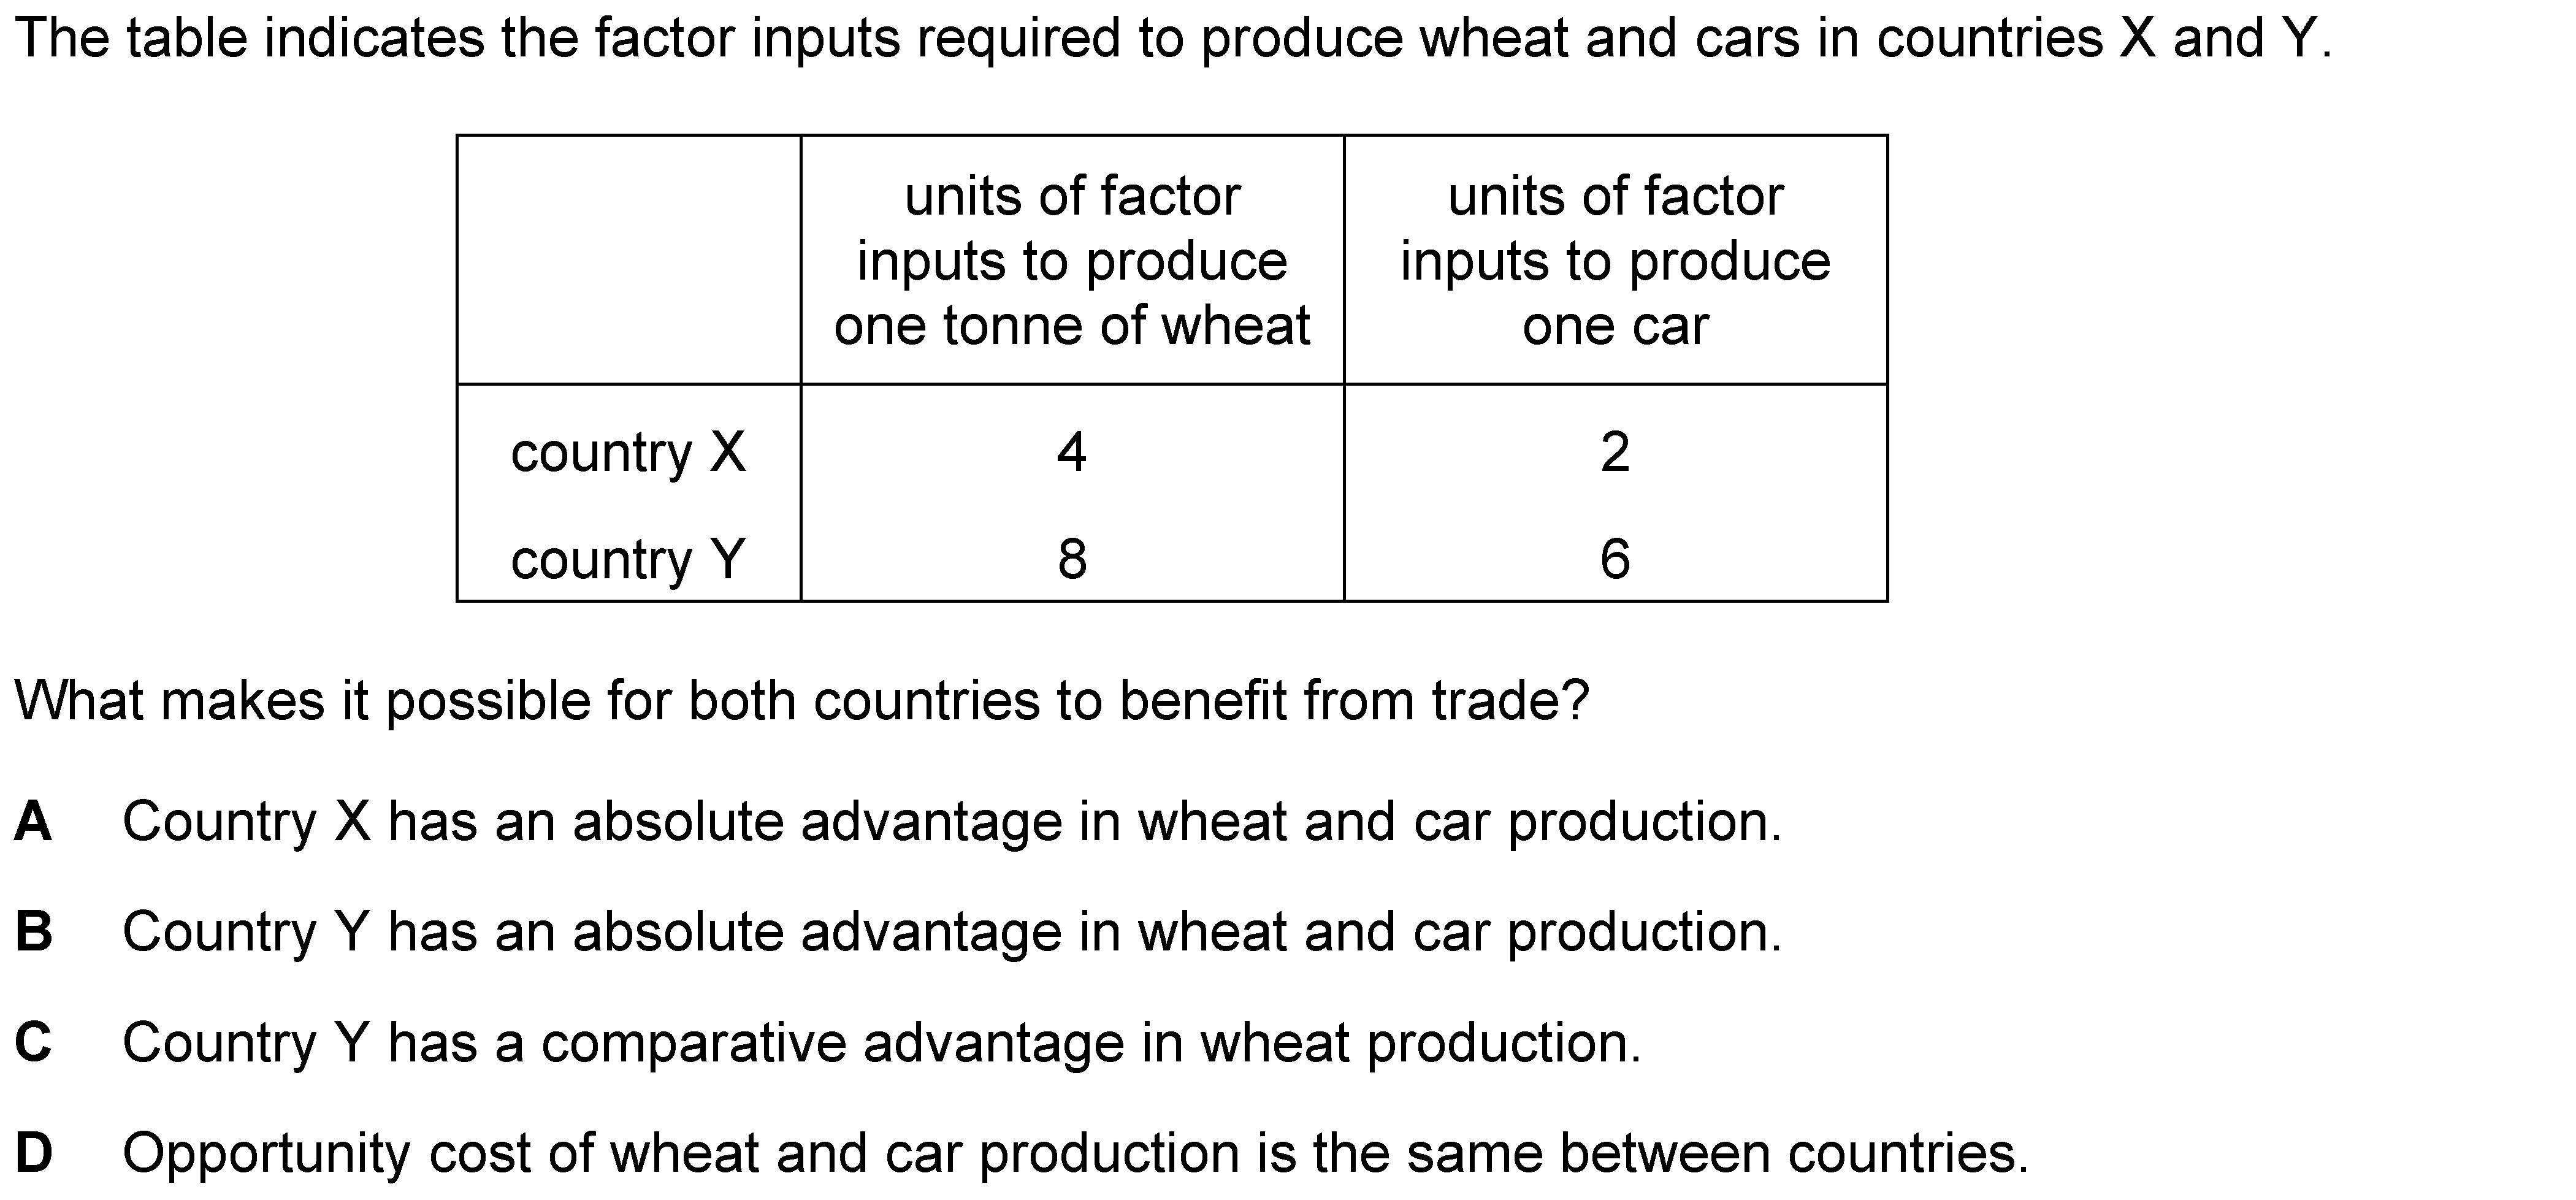 The table indicates the factor inputs required to produce wheat and cars in countries X and Y.
units of factor inputs to produce one tonne of wheat
units of factor inputs to produce one car
country X 4 2
country Y 8 6
What makes it possible for both countries to benefit from trade?
A Country X has an absolute advantage in wheat and car production.
B Country Y has an absolute advantage in wheat and car production.
C Country Y has a comparative advantage in wheat production.
D Opportunity cost of wheat and car production is the same between countries.